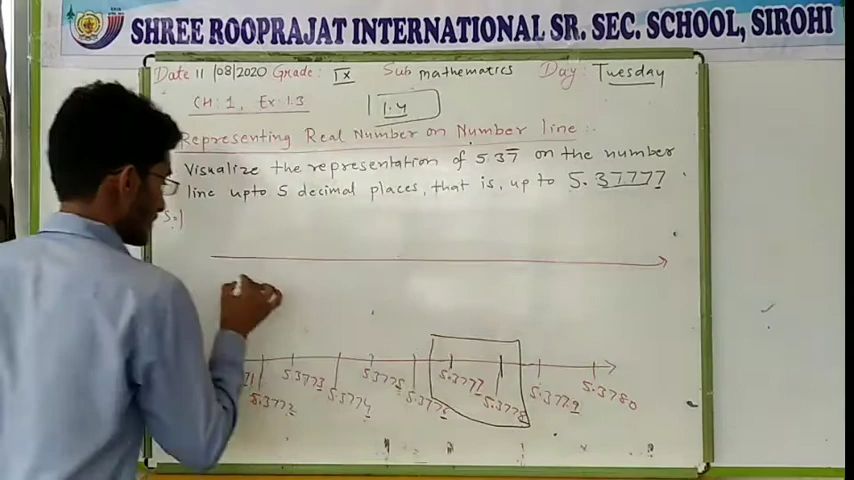 SHREE ROOPRAJAT INTERNATIONAL SR. SEC. SCHOOL, SIROHI
Date 11/08/2020 Grade: IX Sub mathematics Day: Tuesday
CH: 1, Ex: 1.3 1.4
Representing Real Number on Number line :-
Visualize the representation of 5.37̅ on the number
line upto 5 decimal places, that is, up to 5.37777.
Sol
5.3773 5.3775 5.3777 5.3780
5.3772 5.3774 5.3776 5.3778 5.3779